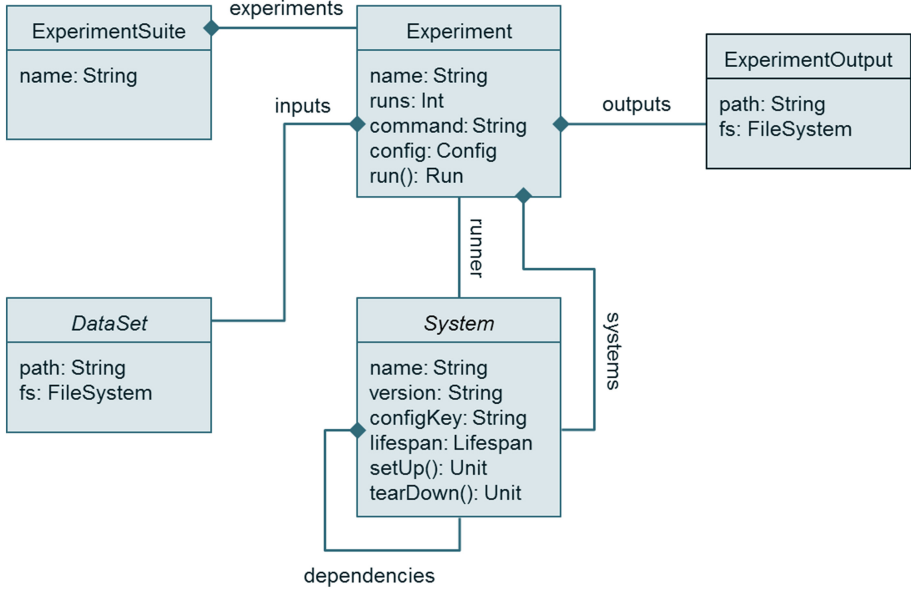 experiments
ExperimentSuite
name: String
Experiment
name: String
runs: Int
command: String
config: Config
run(): Run
ExperimentOutput
path: String
fs: FileSystem
inputs
outputs
runner
systems
DataSet
path: String
fs: FileSystem
System
name: String
version: String
configKey: String
lifespan: Lifespan
setUp(): Unit
tearDown(): Unit
dependencies